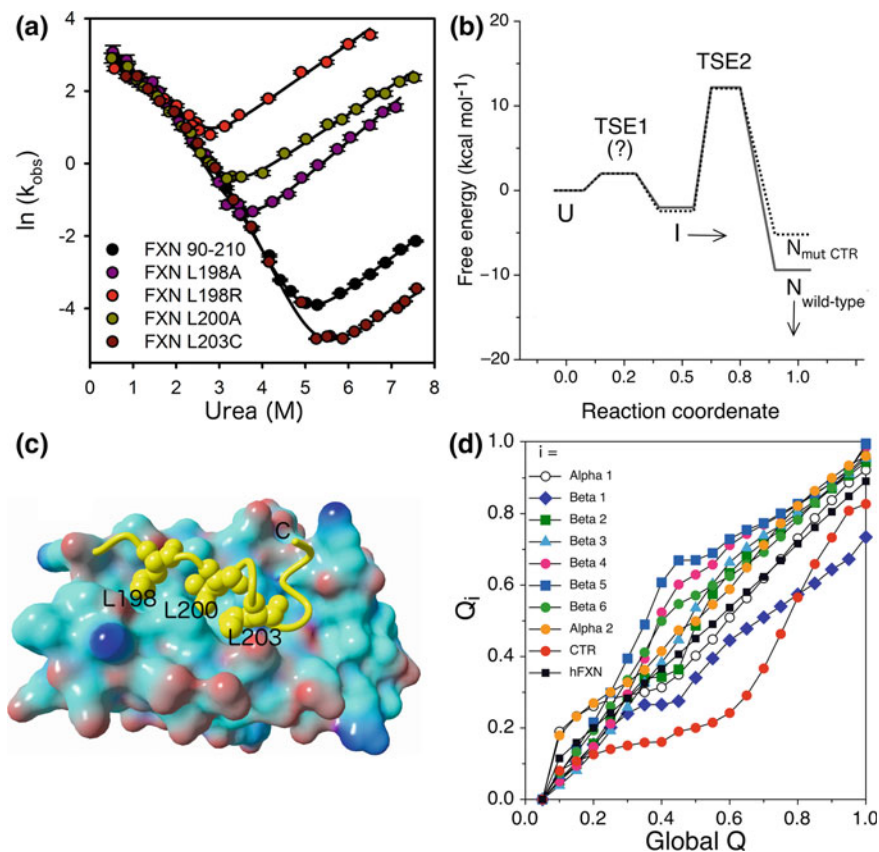 (a)
ln (kobs)
4
2
0
-2
-4
FXN 90-210
FXN L198A
FXN L198R
FXN L200A
FXN L203C
0 1 2 3 4 5 6 7 8
Urea (M)
(b)
Free energy (kcal mol-1)
20
10
0
−10
−20
TSE1
(?)
TSE2
U
I
Nmut CTR
N
wild-type
0.0 0.2 0.5 0.8 1.0
Reaction coordenate
(c)
L198
L200
L203
C
(d)
Qi
1.0
0.8
0.6
0.4
0.2
0.0
i =
Alpha 1
Beta 1
Beta 2
Beta 3
Beta 4
Beta 5
Beta 6
Alpha 2
CTR
hFXN
0.0 0.2 0.4 0.6 0.8 1.0
Global Q